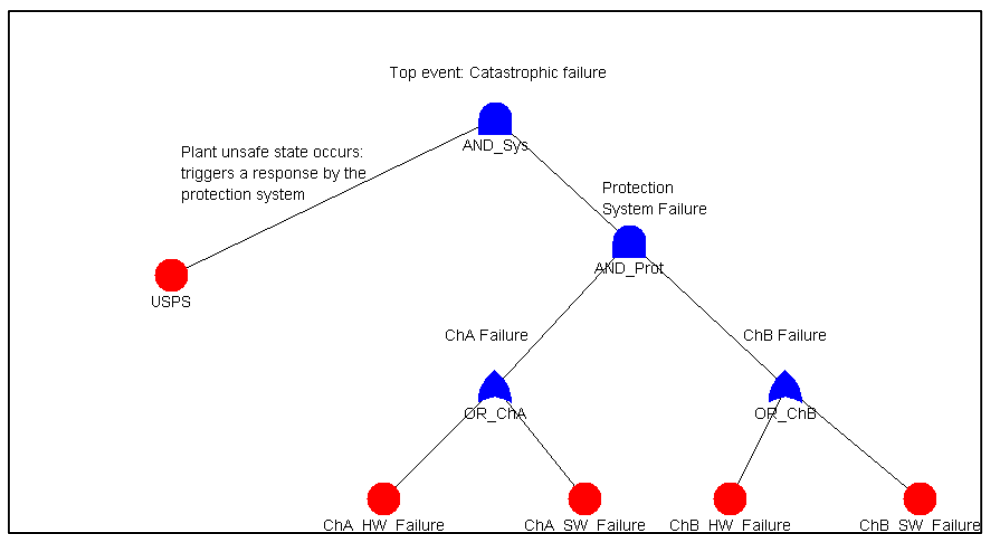 Top event: Catastrophic failure
AND_Sys
Plant unsafe state occurs:
triggers a response by the
protection system
Protection
System Failure
AND_Prot
USPS
ChA Failure
ChB Failure
OR_ChA
OR_ChB
ChA_HW_Failure
ChA_SW_Failure
ChB_HW_Failure
ChB_SW_Failure